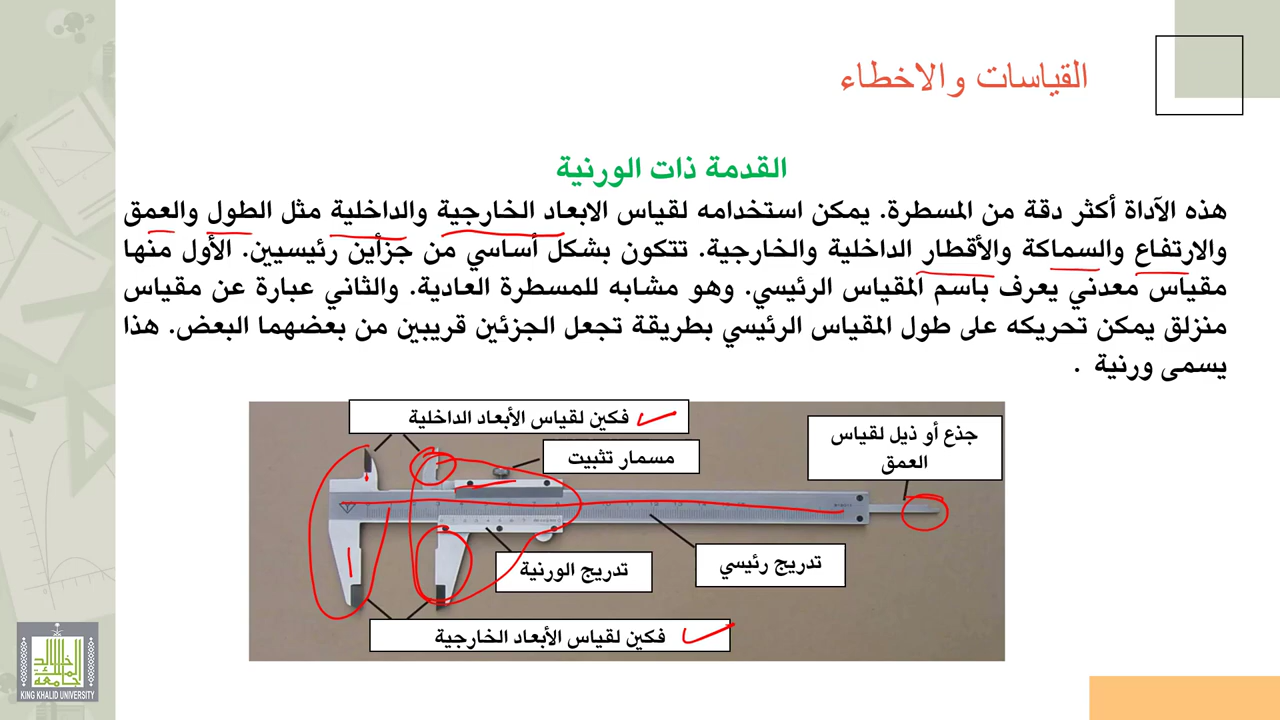 القياسات والاخطاء
القدمة ذات الورنية
هذه الآداة أكثر دقة من المسطرة. يمكن استخدامه لقياس الابعاد الخارجية والداخلية مثل الطول والعمق
والارتفاع والسماكة والأقطار الداخلية والخارجية. تتكون بشكل أساسي من جزأين رئيسيين. الأول منها
مقياس معدني يعرف باسم المقياس الرئيسي. وهو مشابه للمسطرة العادية. والثاني عبارة عن مقياس
منزلق يمكن تحريكه على طول المقياس الرئيسي بطريقة تجعل الجزئين قريبين من بعضهما البعض. هذا
يسمى ورنية .
فكين لقياس الأبعاد الداخلية
جذع أو ذيل لقياس
العمق
مسمار تثبيت
تدريج رئيسي
تدريج الورنية
فكين لقياس الأبعاد الخارجية
جامعة الملك خالد
KING KHALID UNIVERSITY